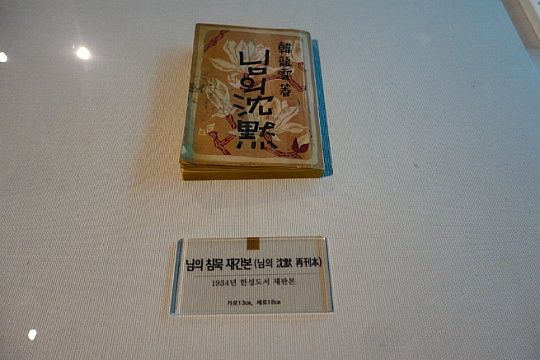 韓龍雲著
님의 沈默
님의 침묵 재간본 (님의 沈默 再刊本)
1934년 한성도서 재판본
가로13cm, 세로18cm